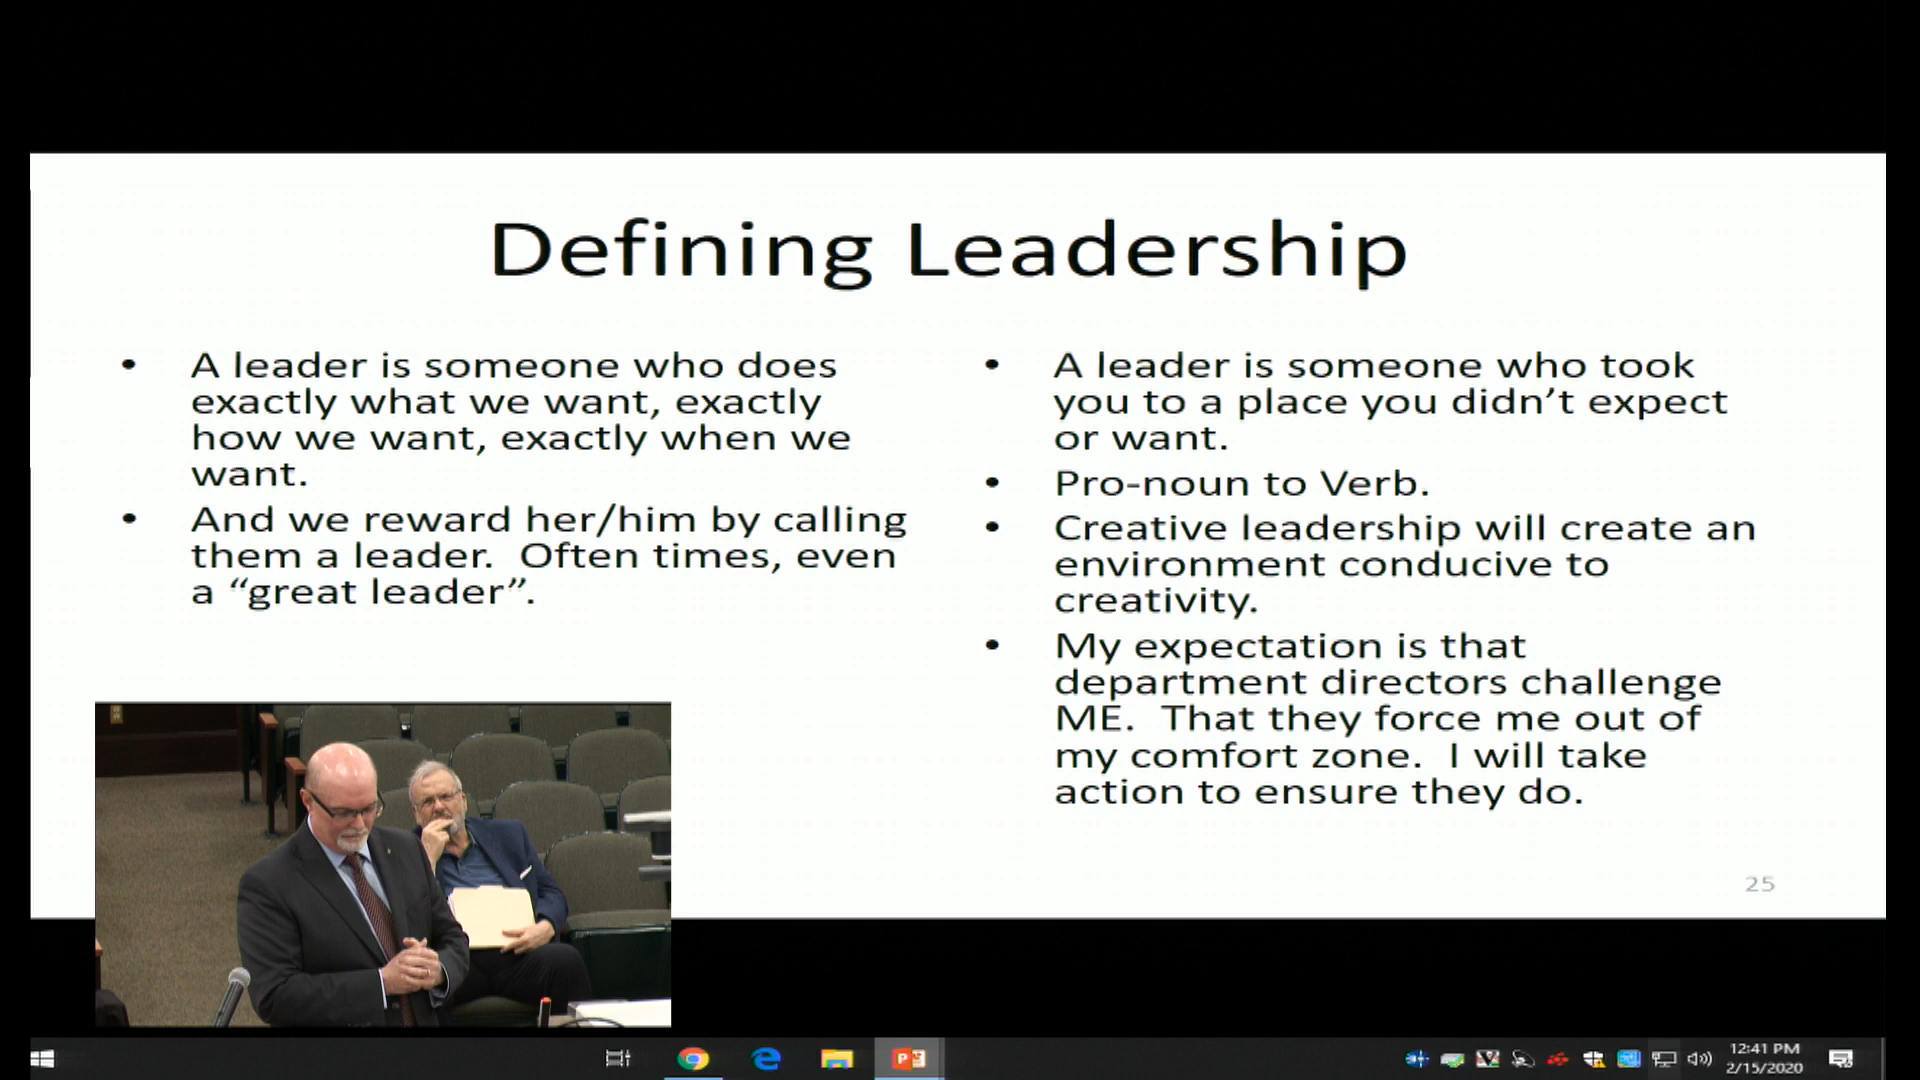 Defining Leadership
• A leader is someone who does
exactly what we want, exactly
how we want, exactly when we
want.
• And we reward her/him by calling
them a leader.  Often times, even
a “great leader”.
• A leader is someone who took
you to a place you didn’t expect
or want.
• Pro-noun to Verb.
• Creative leadership will create an
environment conducive to
creativity.
• My expectation is that
department directors challenge
ME.  That they force me out of
my comfort zone.  I will take
action to ensure they do.
25
12:41 PM
2/15/2020